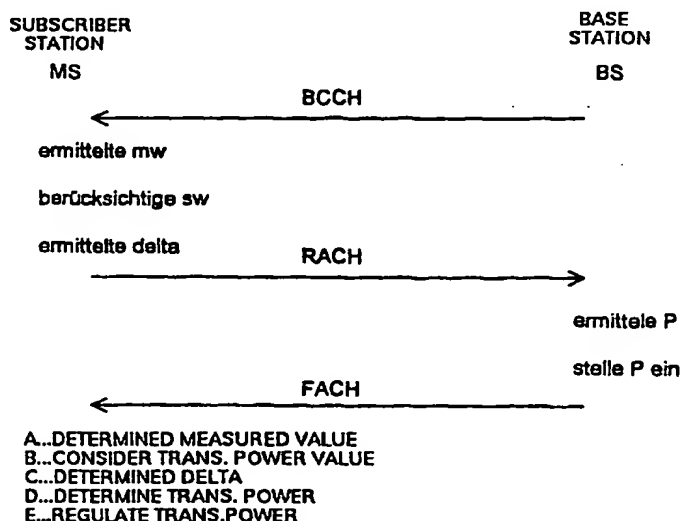 SUBSCRIBER
STATION
MS
BASE
STATION
BS
BCCH
ermittelte mw
berücksichtige sw
ermittelte delta
RACH
ermittele P
stelle P ein
FACH
A...DETERMINED MEASURED VALUE
B...CONSIDER TRANS. POWER VALUE
C...DETERMINED DELTA
D...DETERMINE TRANS. POWER
E...REGULATE TRANS.POWER